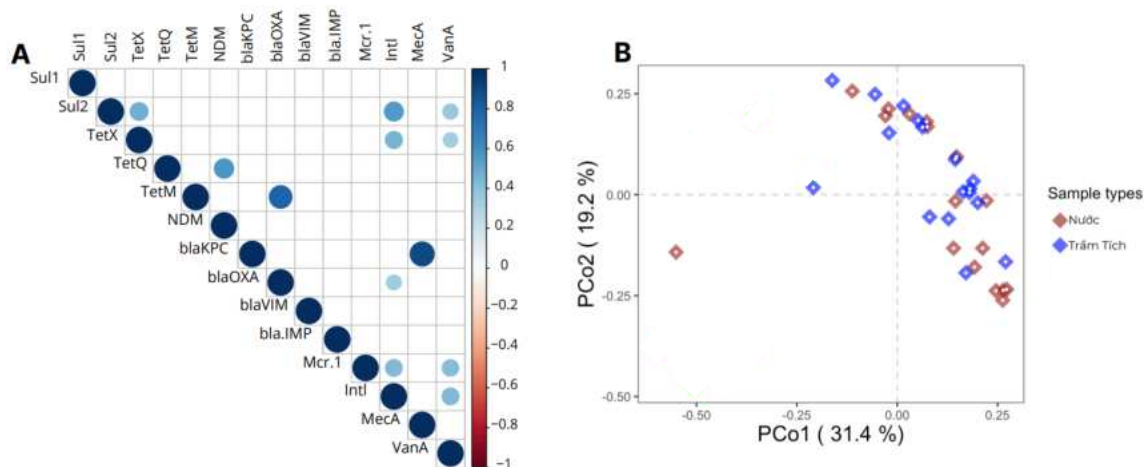 A
Sul1
Sul2
TetX
TetQ
TetM
NDM
blaKPC
blaOXA
blaVIM
bla.IMP
Mcr.1
IntI
MecA
VanA
Sul1
Sul2
TetX
TetQ
TetM
NDM
blaKPC
blaOXA
blaVIM
bla.IMP
Mcr.1
IntI
MecA
VanA
1
0.8
0.6
0.4
0.2
0
−0.2
−0.4
−0.6
−0.8
−1
B
0.25
0.00
-0.25
-0.50
PCo2 ( 19.2 %)
-0.50
-0.25
0.00
0.25
PCo1 ( 31.4 %)
Sample types
Nước
Trầm Tích